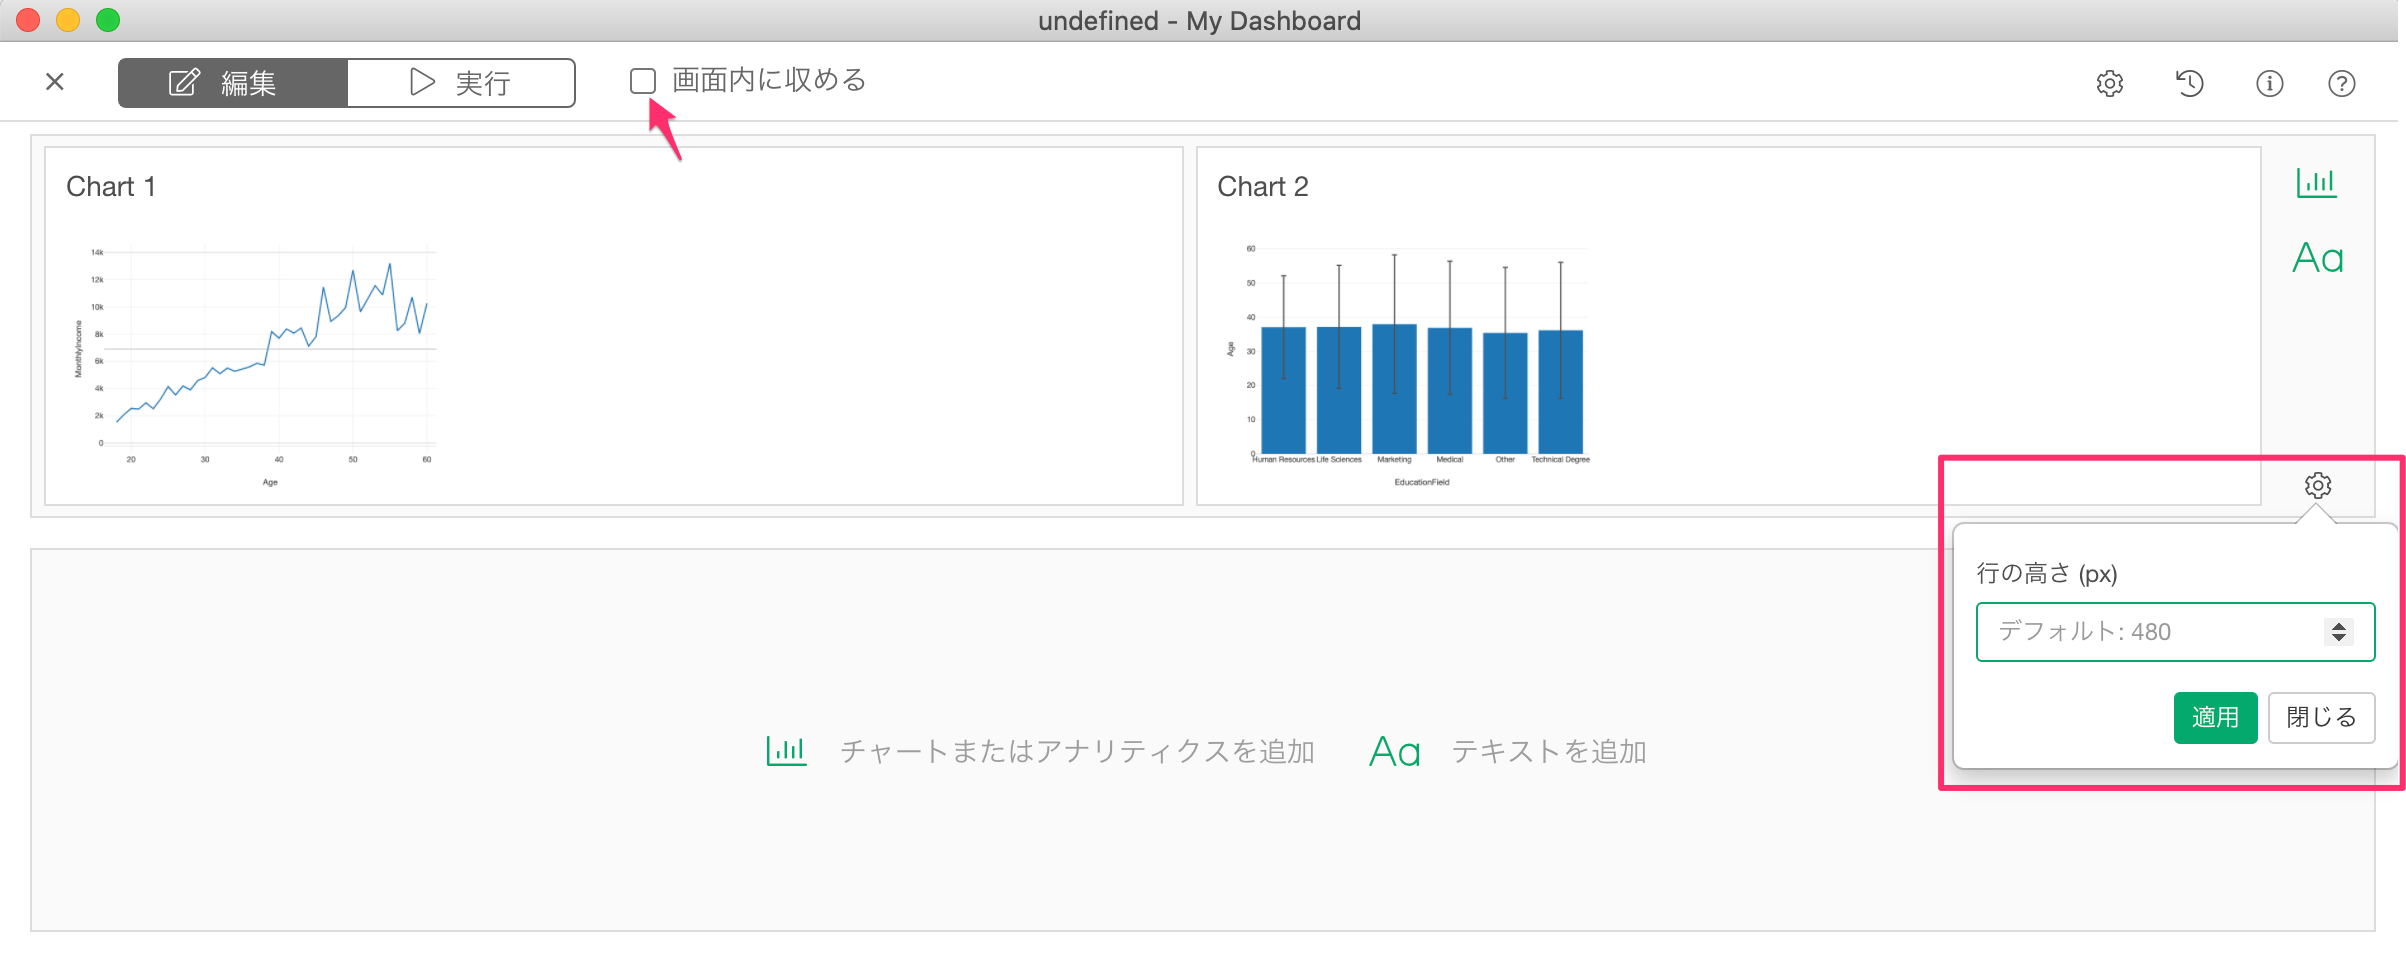 undefined - My Dashboard
編集
実行
画面内に収める
Chart 1
14k
12k
10k
8k
6k
4k
2k
0
MonthlyIncome
20 30 40 50 60
Age
Chart 2
60
50
40
30
20
10
0
Age
Human Resources Life Sciences Marketing Medical Other Technical Degree
EducationField
Aa
行の高さ (px)
デフォルト: 480
適用
閉じる
チャートまたはアナリティクスを追加
Aa テキストを追加